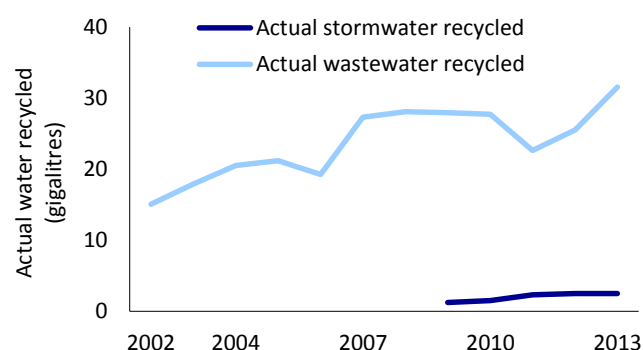 Actual stormwater recycled
Actual wastewater recycled
Actual water recycled
(gigalitres)
40
30
20
10
0
2002 2004 2007 2010 2013